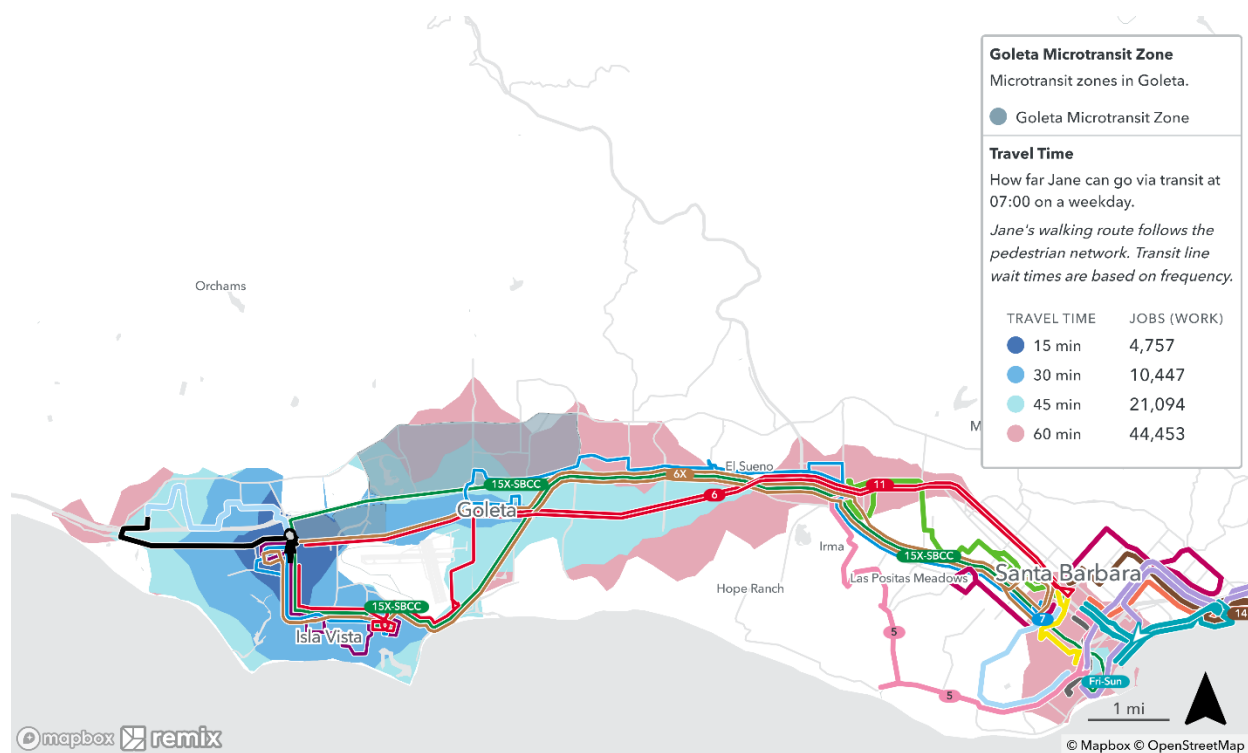 Goleta Microtransit Zone
Microtransit zones in Goleta.
Goleta Microtransit Zone
Travel Time
How far Jane can go via transit at
07:00 on a weekday.
Jane's walking route follows the
pedestrian network. Transit line
wait times are based on frequency.
TRAVEL TIME JOBS (WORK)
15 min 4,757
30 min 10,447
45 min 21,094
60 min 44,453
Orchams
M
El Sueno
6X
15X-SBCC
11
6
Goleta
Irma
15X-SBCC
Las Positas Meadows
Santa Barbara
Hope Ranch
15X-SBCC
14
7
Isla Vista
5
Fri-Sun
5
1 mi
mapbox remix
© Mapbox © OpenStreetMap